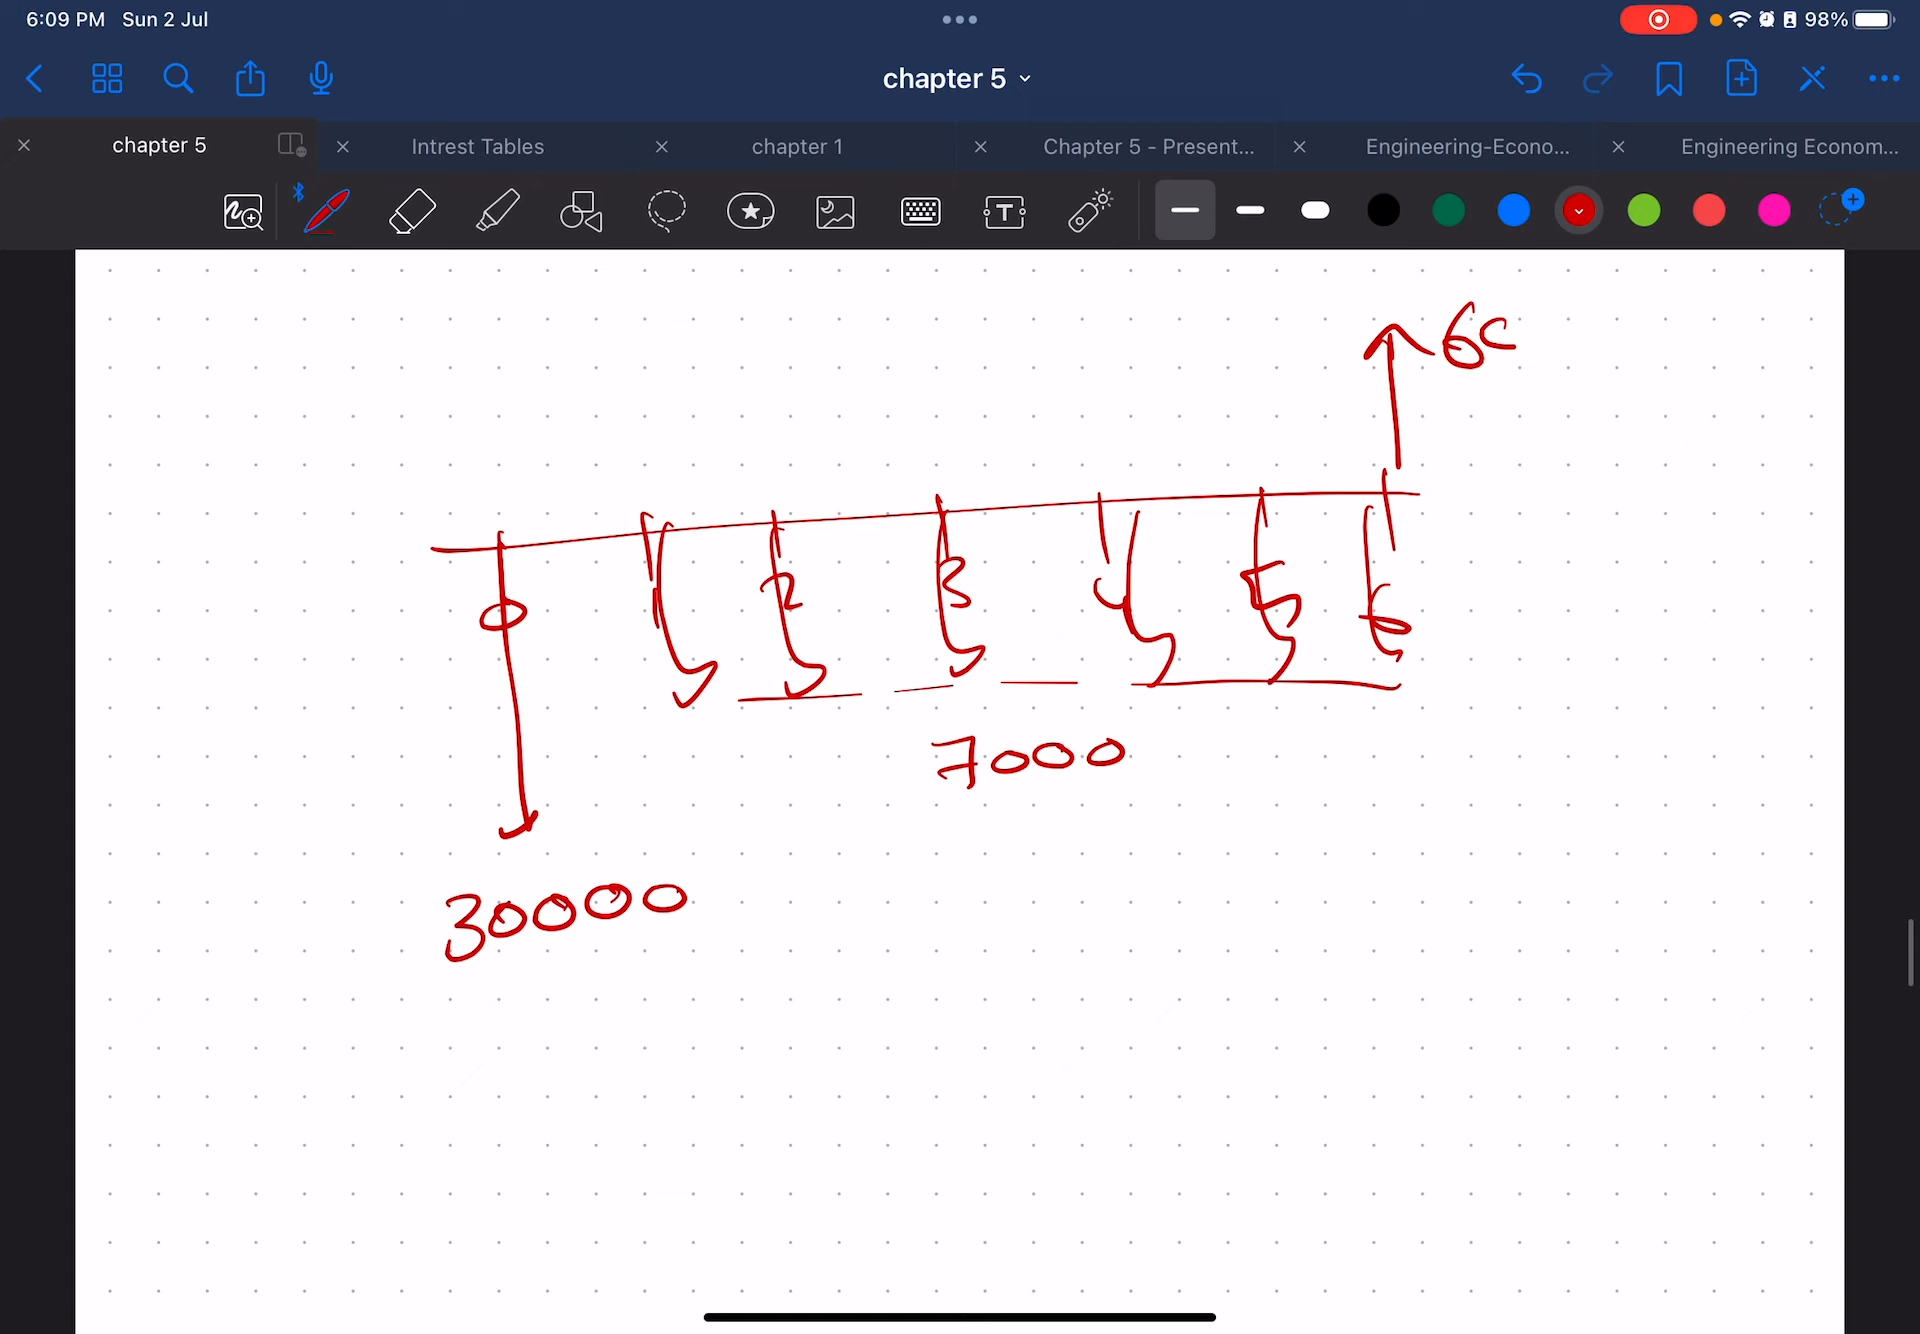 6:09 PM Sun 2 Jul
98%
chapter 5
chapter 5 Intrest Tables chapter 1 Chapter 5 - Present... Engineering-Econo... Engineering Econom...
T
6C
0 1 2 3 4 5 6
7000
30000